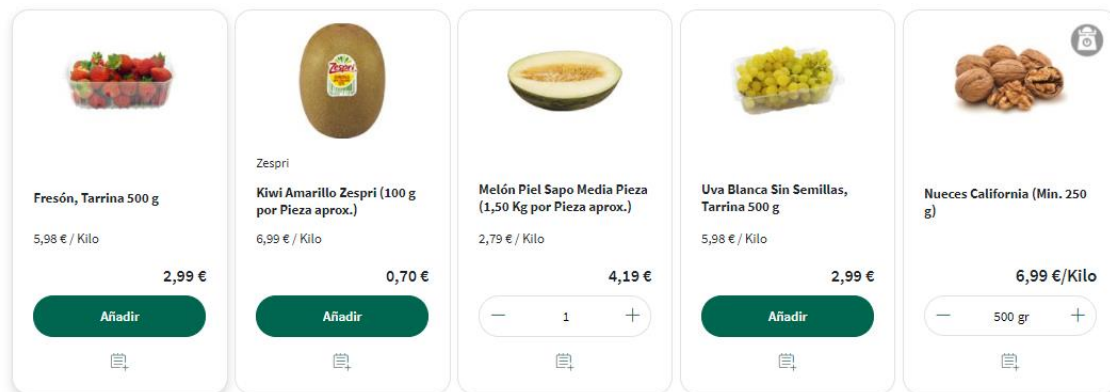 Zespri
Fresón, Tarrina 500 g
5,98 € / Kilo
2,99 €
Añadir
Zespri
Kiwi Amarillo Zespri (100 g
por Pieza aprox.)
6,99 € / Kilo
0,70 €
Añadir
Melón Piel Sapo Media Pieza
(1,50 Kg por Pieza aprox.)
2,79 € / Kilo
4,19 €
1
Uva Blanca Sin Semillas,
Tarrina 500 g
5,98 € / Kilo
2,99 €
Añadir
Nueces California (Min. 250
g)
6,99 €/Kilo
500 gr